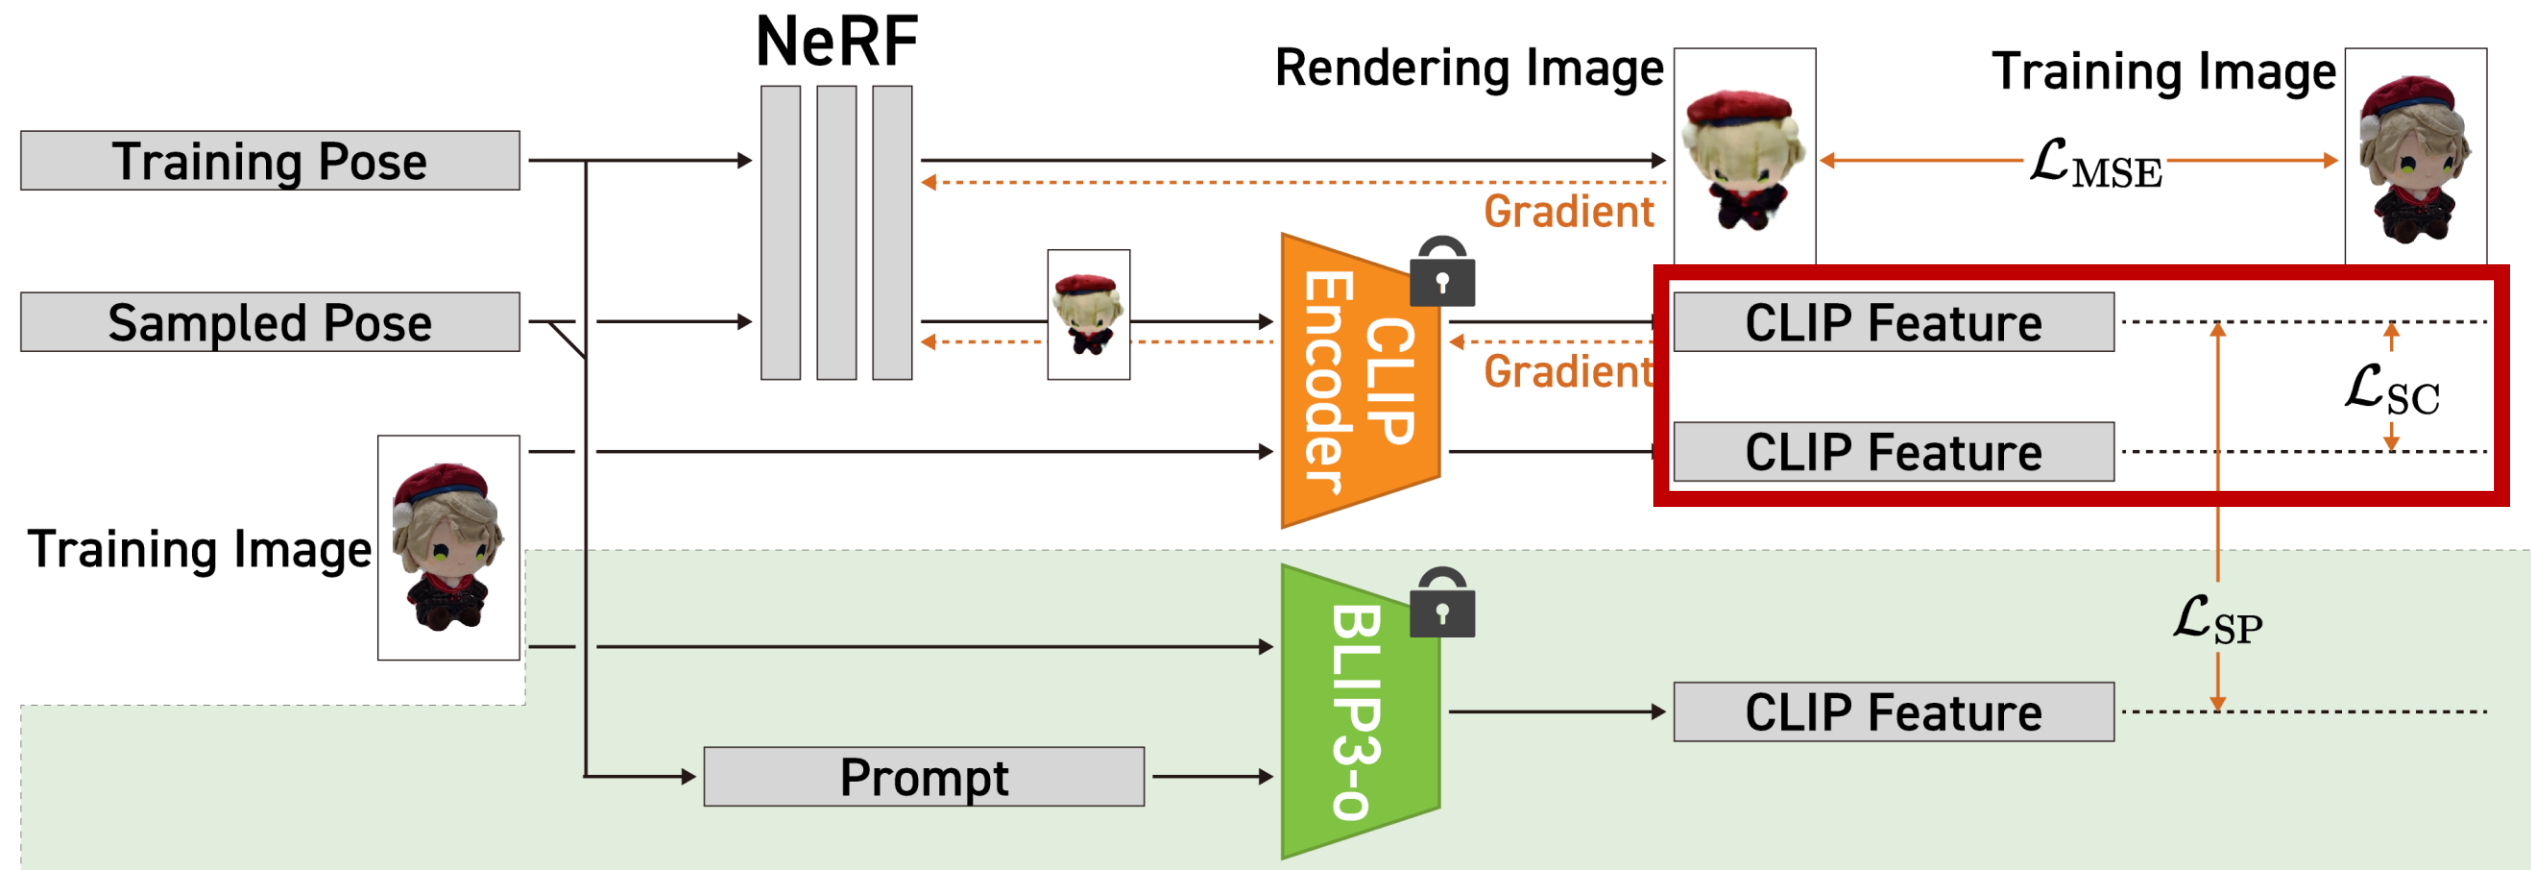 NeRF
Rendering Image
Training Image
Training Pose
ℒMSE
Gradient
Sampled Pose
CLIP Encoder
CLIP Feature
Gradient
ℒSC
CLIP Feature
Training Image
BLIP3-o
ℒSP
CLIP Feature
Prompt